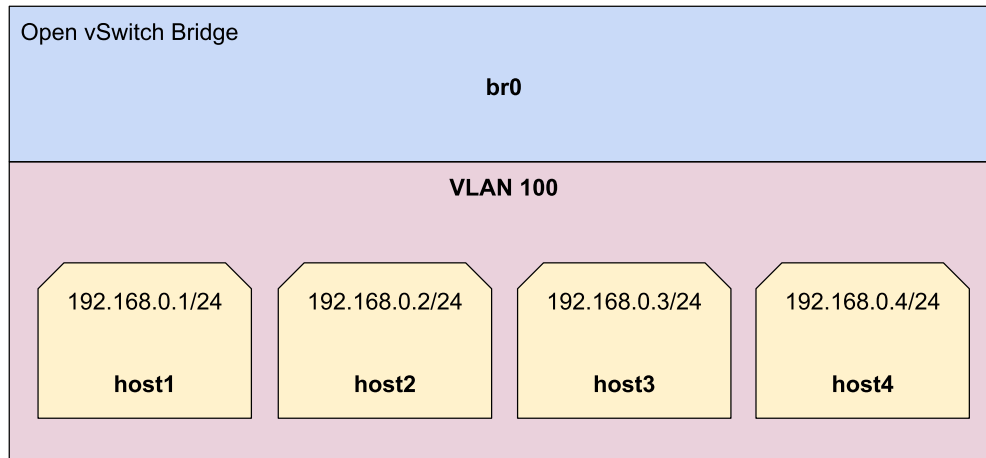 Open vSwitch Bridge
br0
VLAN 100
192.168.0.1/24
host1
192.168.0.2/24
host2
192.168.0.3/24
host3
192.168.0.4/24
host4